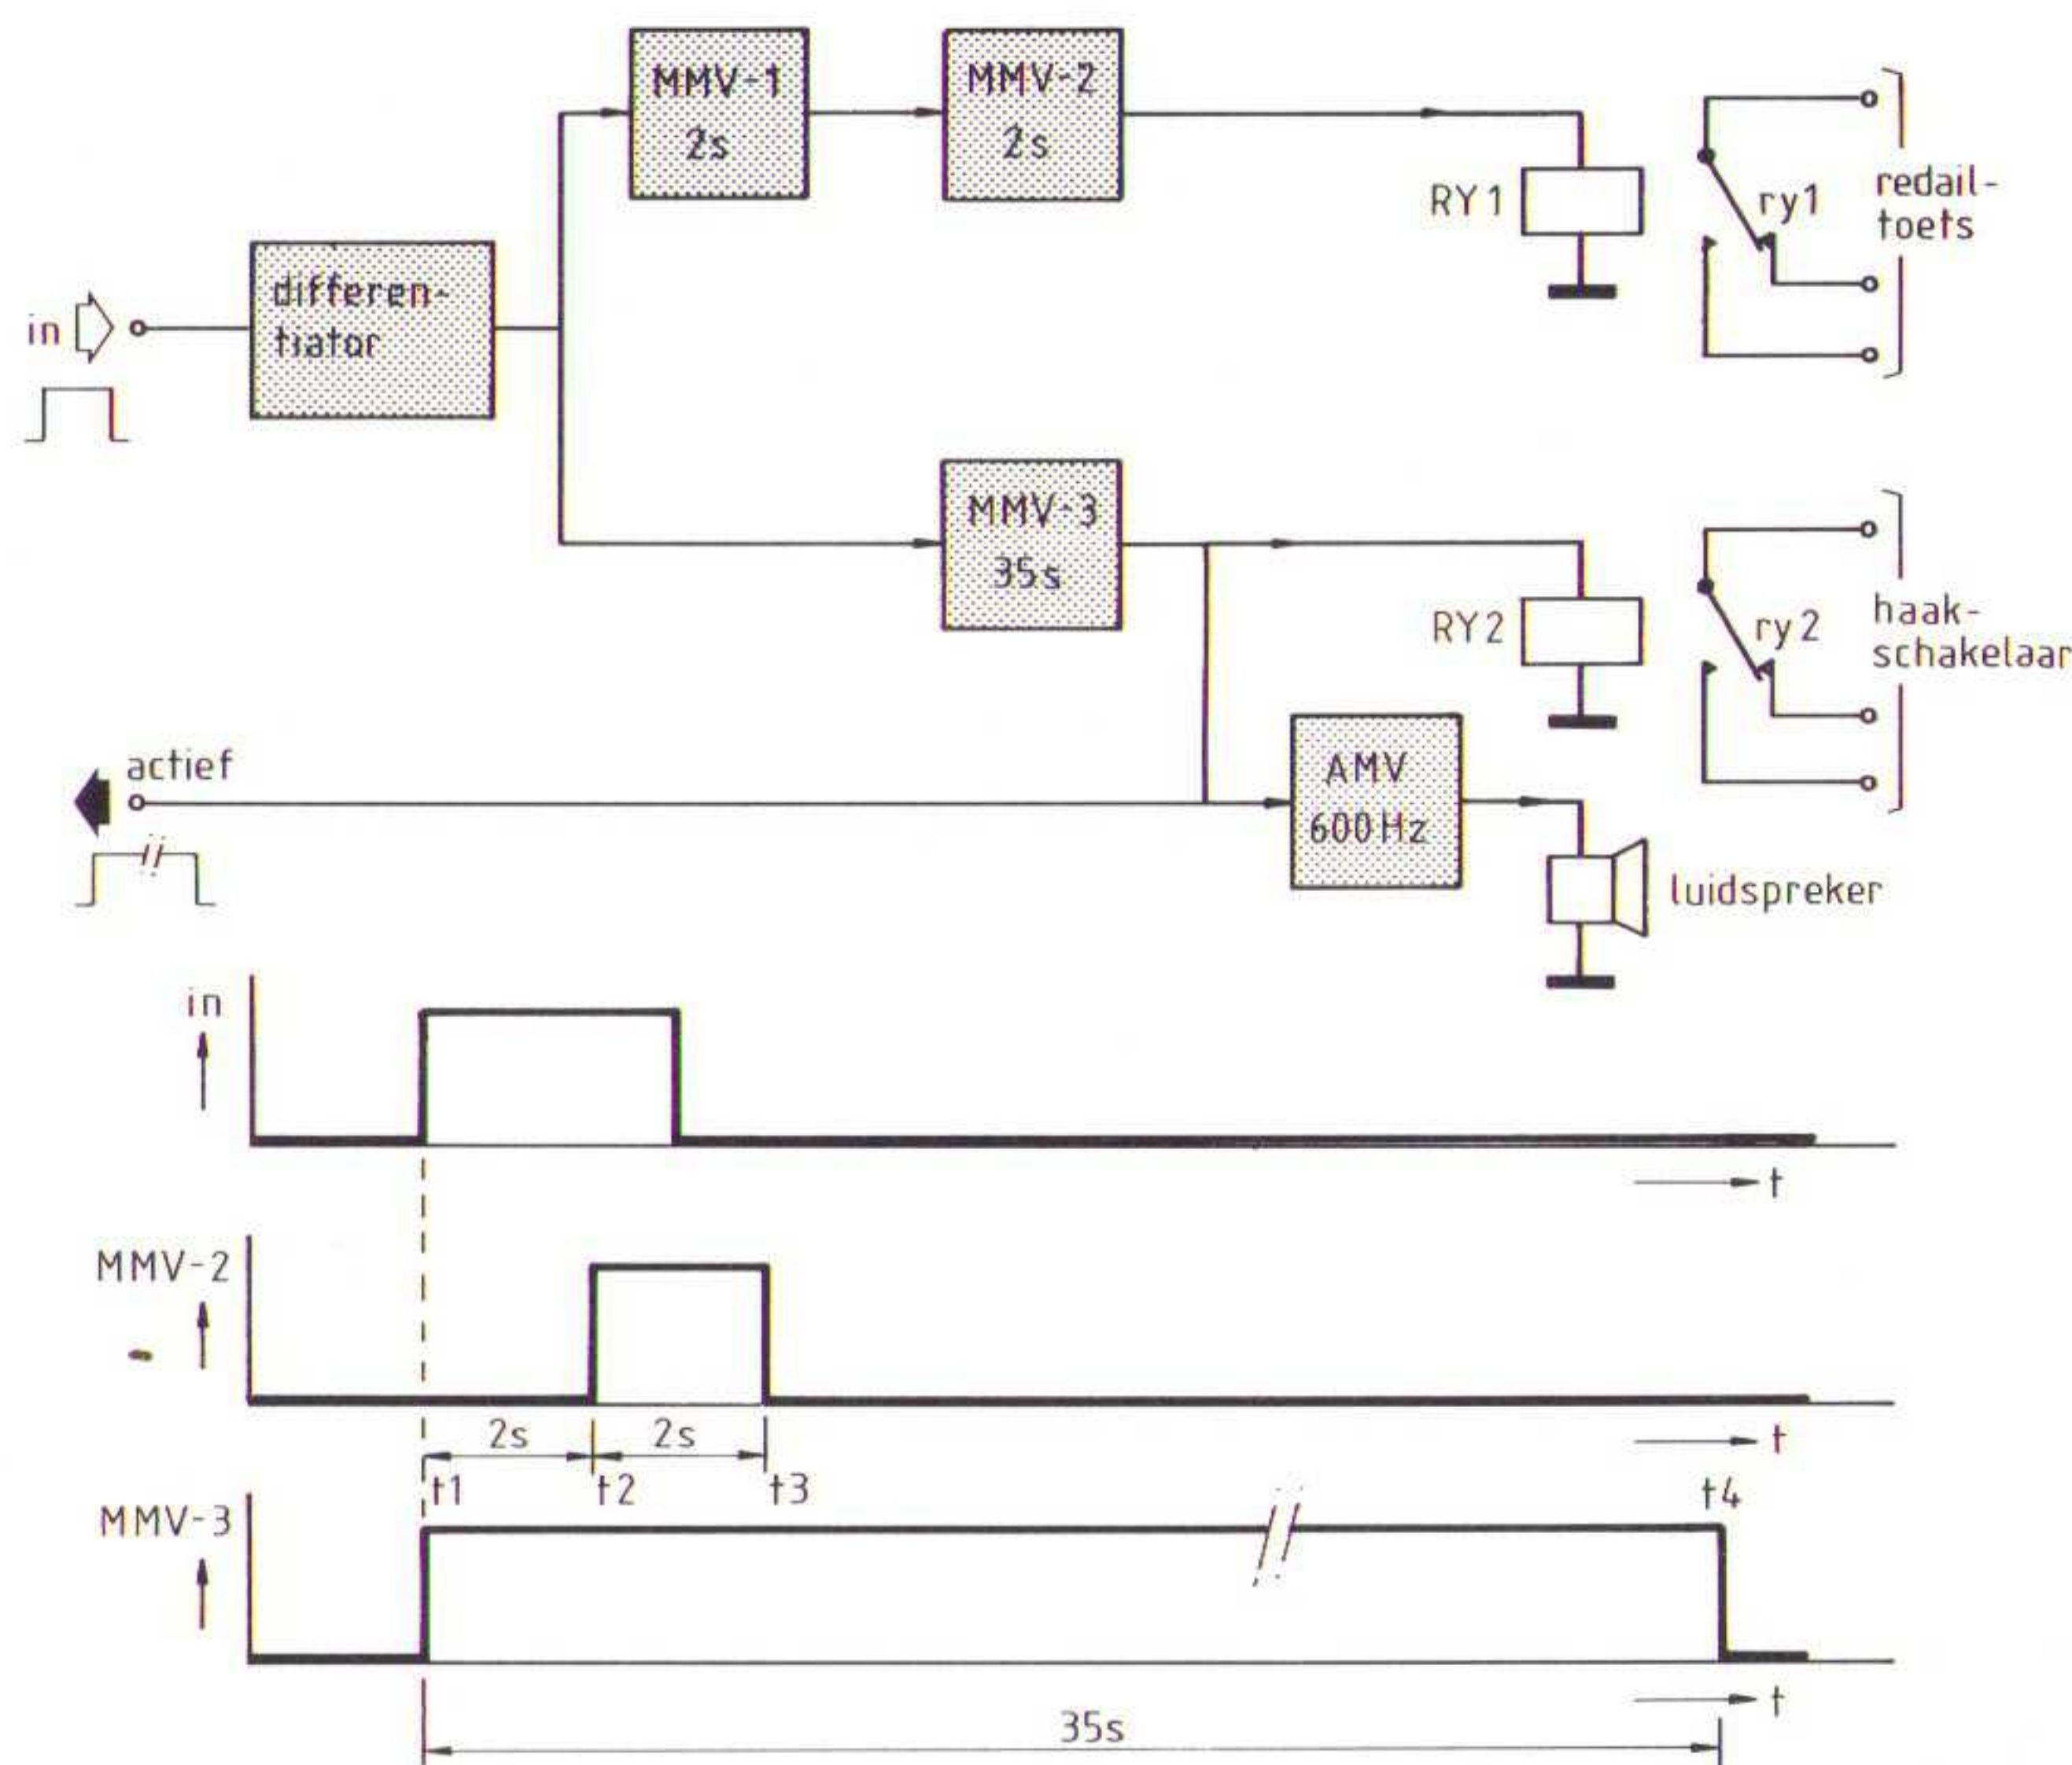 MMV-1
2s
MMV-2
2s
RY1
ry1
redail-
toets
differen-
tiator
in
MMV-3
35s
RY2
ry2
haak-
schakelaar
actief
AMV
600Hz
luidspreker
in
t
MMV-2
2s
2s
t
t1
t2
t3
t4
MMV-3
t
35s